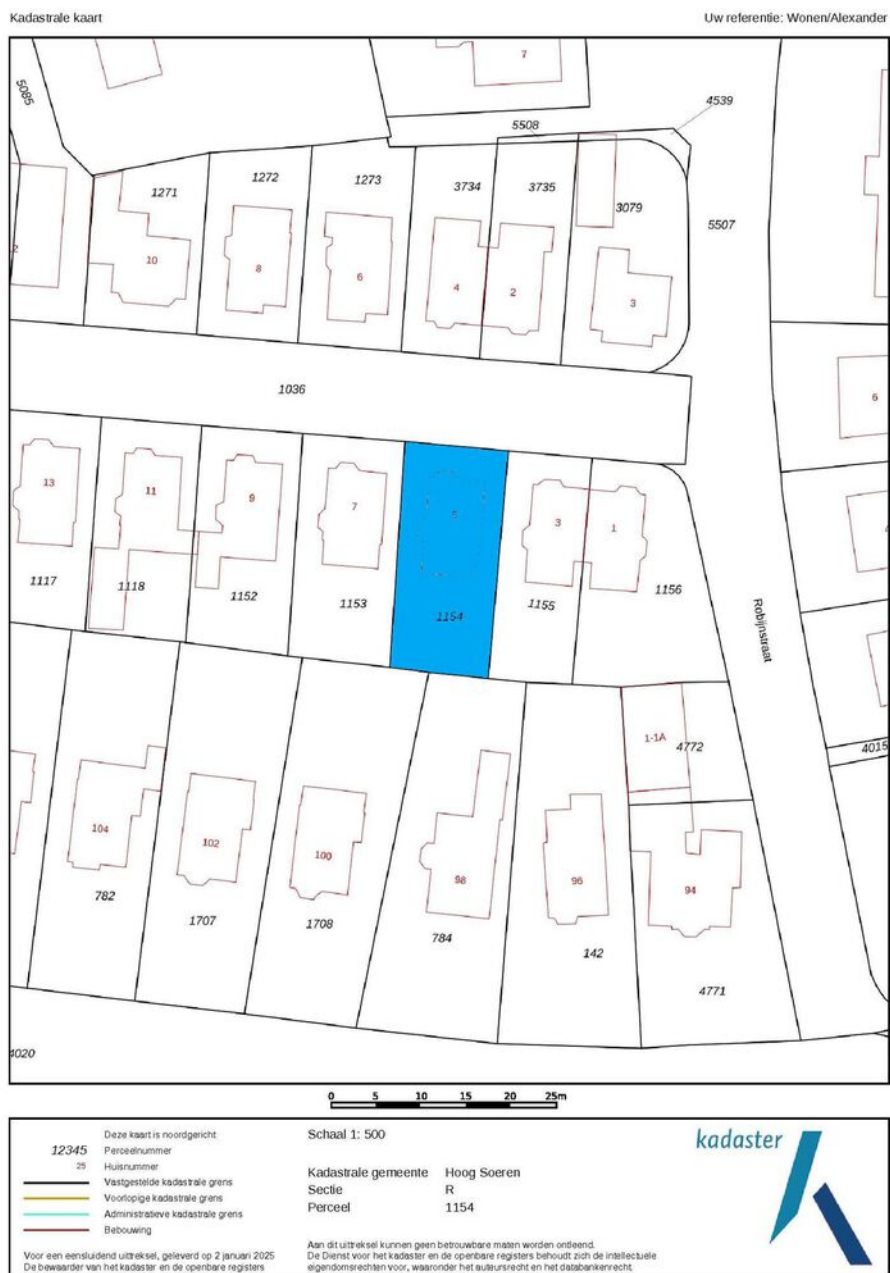 Kadastrale kaart
Uw referentie: Wonen/Alexander
7
5085
4539
5508
1271
1272
1273
3734
3735
3079
5507
2
10
8
6
4
2
3
1036
6
13
11
9
7
5
3
1
1117
1118
1152
1153
1154
1155
1156
Robijnstraat
1-1A
4772
4015
104
102
100
98
96
94
782
1707
1708
784
142
4771
4020
0 5 10 15 20 25m
Deze kaart is noordgericht
12345 Perceelnummer
25 Huisnummer
Vastgestelde kadastrale grens
Voorlopige kadastrale grens
Administratieve kadastrale grens
Bebouwing
Voor een eensluidend uittreksel, geleverd op 2 januari 2025
De bewaarder van het kadaster en de openbare registers
Schaal 1: 500
Kadastrale gemeente Hoog Soeren
Sectie R
Perceel 1154
Aan dit uittreksel kunnen geen betrouwbare maten worden ontleend.
De Dienst voor het kadaster en de openbare registers behoudt zich de intellectuele
eigendomsrechten voor, waaronder het auteursrecht en het databankenrecht.
kadaster